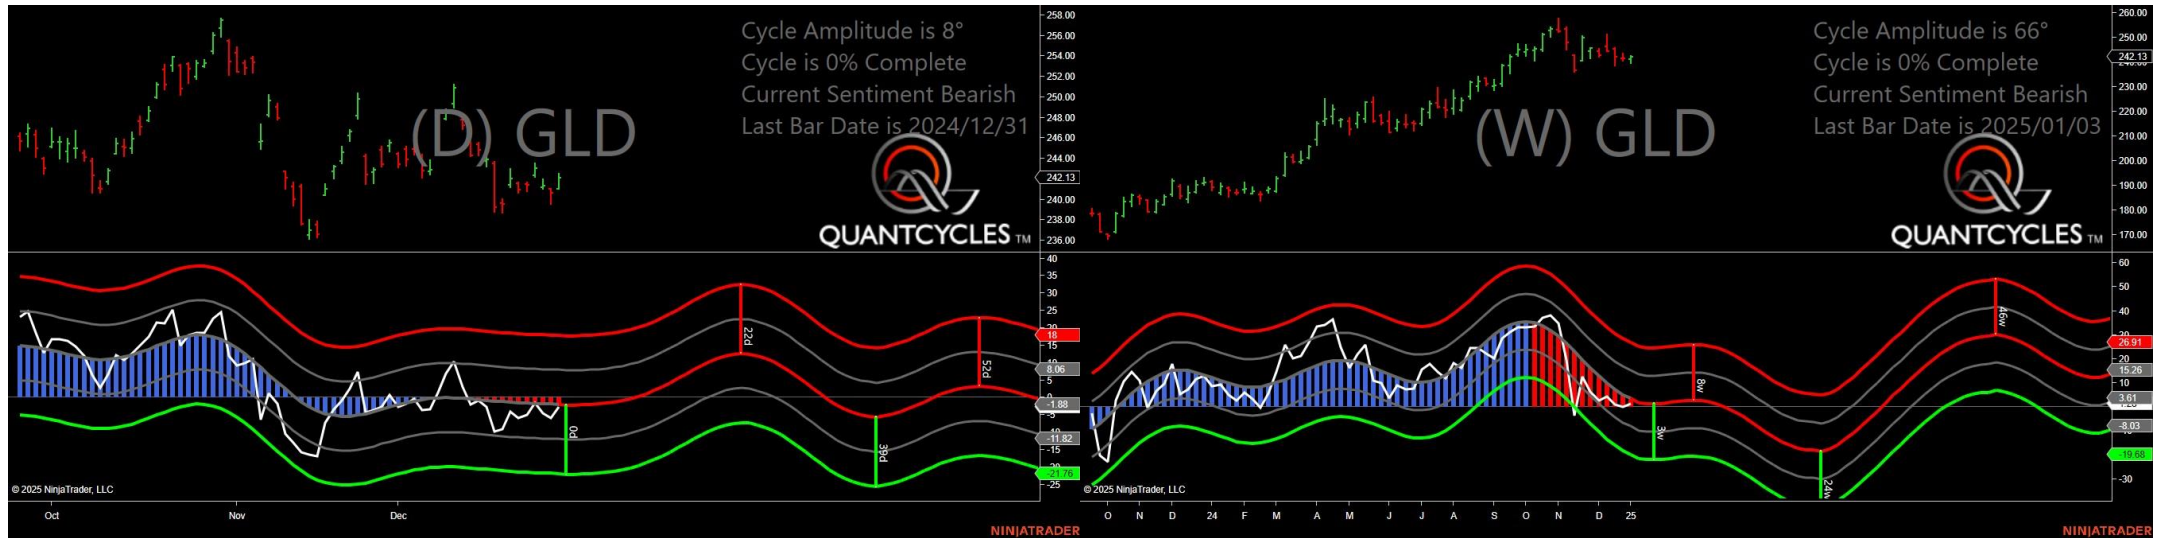 Cycle Amplitude is 8°
Cycle is 0% Complete
Current Sentiment Bearish
Last Bar Date is 2024/12/31
(D) GLD
QUANTCYCLES TM
258.00
256.00
254.00
252.00
250.00
248.00
246.00
244.00
242.13
240.00
238.00
236.00
40
35
30
25
20
18
15
10
8.06
5
0
-1.88
-5
-10
-11.82
-15
-20
-21.76
-25
22d
52d
0d
39d
© 2025 NinjaTrader, LLC
Oct Nov Dec
NINJATRADER
Cycle Amplitude is 66°
Cycle is 0% Complete
Current Sentiment Bearish
Last Bar Date is 2025/01/03
(W) GLD
QUANTCYCLES TM
260.00
250.00
242.13
230.00
220.00
210.00
200.00
190.00
180.00
170.00
60
50
40
26.91
20
15.26
10
3.61
-8.03
-19.68
-30
46w
8w
3w
24w
© 2025 NinjaTrader, LLC
O N D 24 F M A M J J A S O N D 25
NINJATRADER